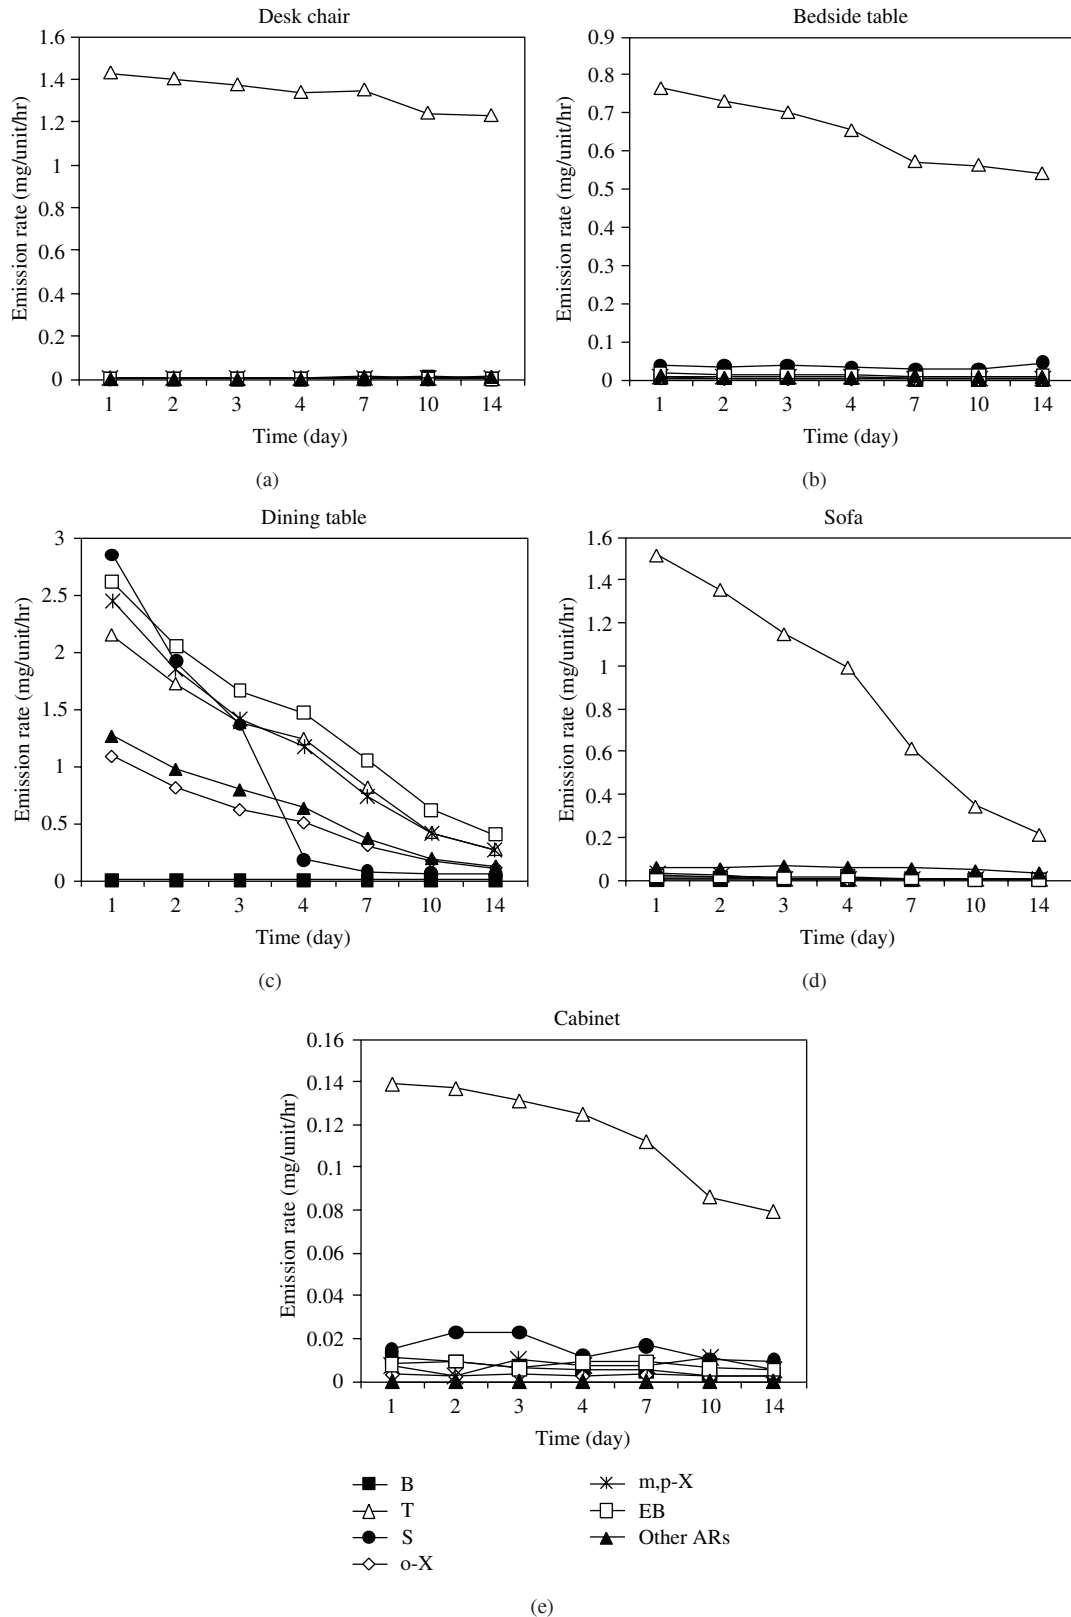 Desk chair
1.6
1.4
1.2
1
0.8
0.6
0.4
0.2
0
Emission rate (mg/unit/hr)
1 2 3 4 7 10 14
Time (day)
(a)
Bedside table
0.9
0.8
0.7
0.6
0.5
0.4
0.3
0.2
0.1
0
Emission rate (mg/unit/hr)
1 2 3 4 7 10 14
Time (day)
(b)
Dining table
3
2.5
2
1.5
1
0.5
0
Emission rate (mg/unit/hr)
1 2 3 4 7 10 14
Time (day)
(c)
Sofa
1.6
1.4
1.2
1
0.8
0.6
0.4
0.2
0
Emission rate (mg/unit/hr)
1 2 3 4 7 10 14
Time (day)
(d)
Cabinet
0.16
0.14
0.12
0.1
0.08
0.06
0.04
0.02
0
Emission rate (mg/unit/hr)
1 2 3 4 7 10 14
Time (day)
B
T
S
o-X
m,p-X
EB
Other ARs
(e)